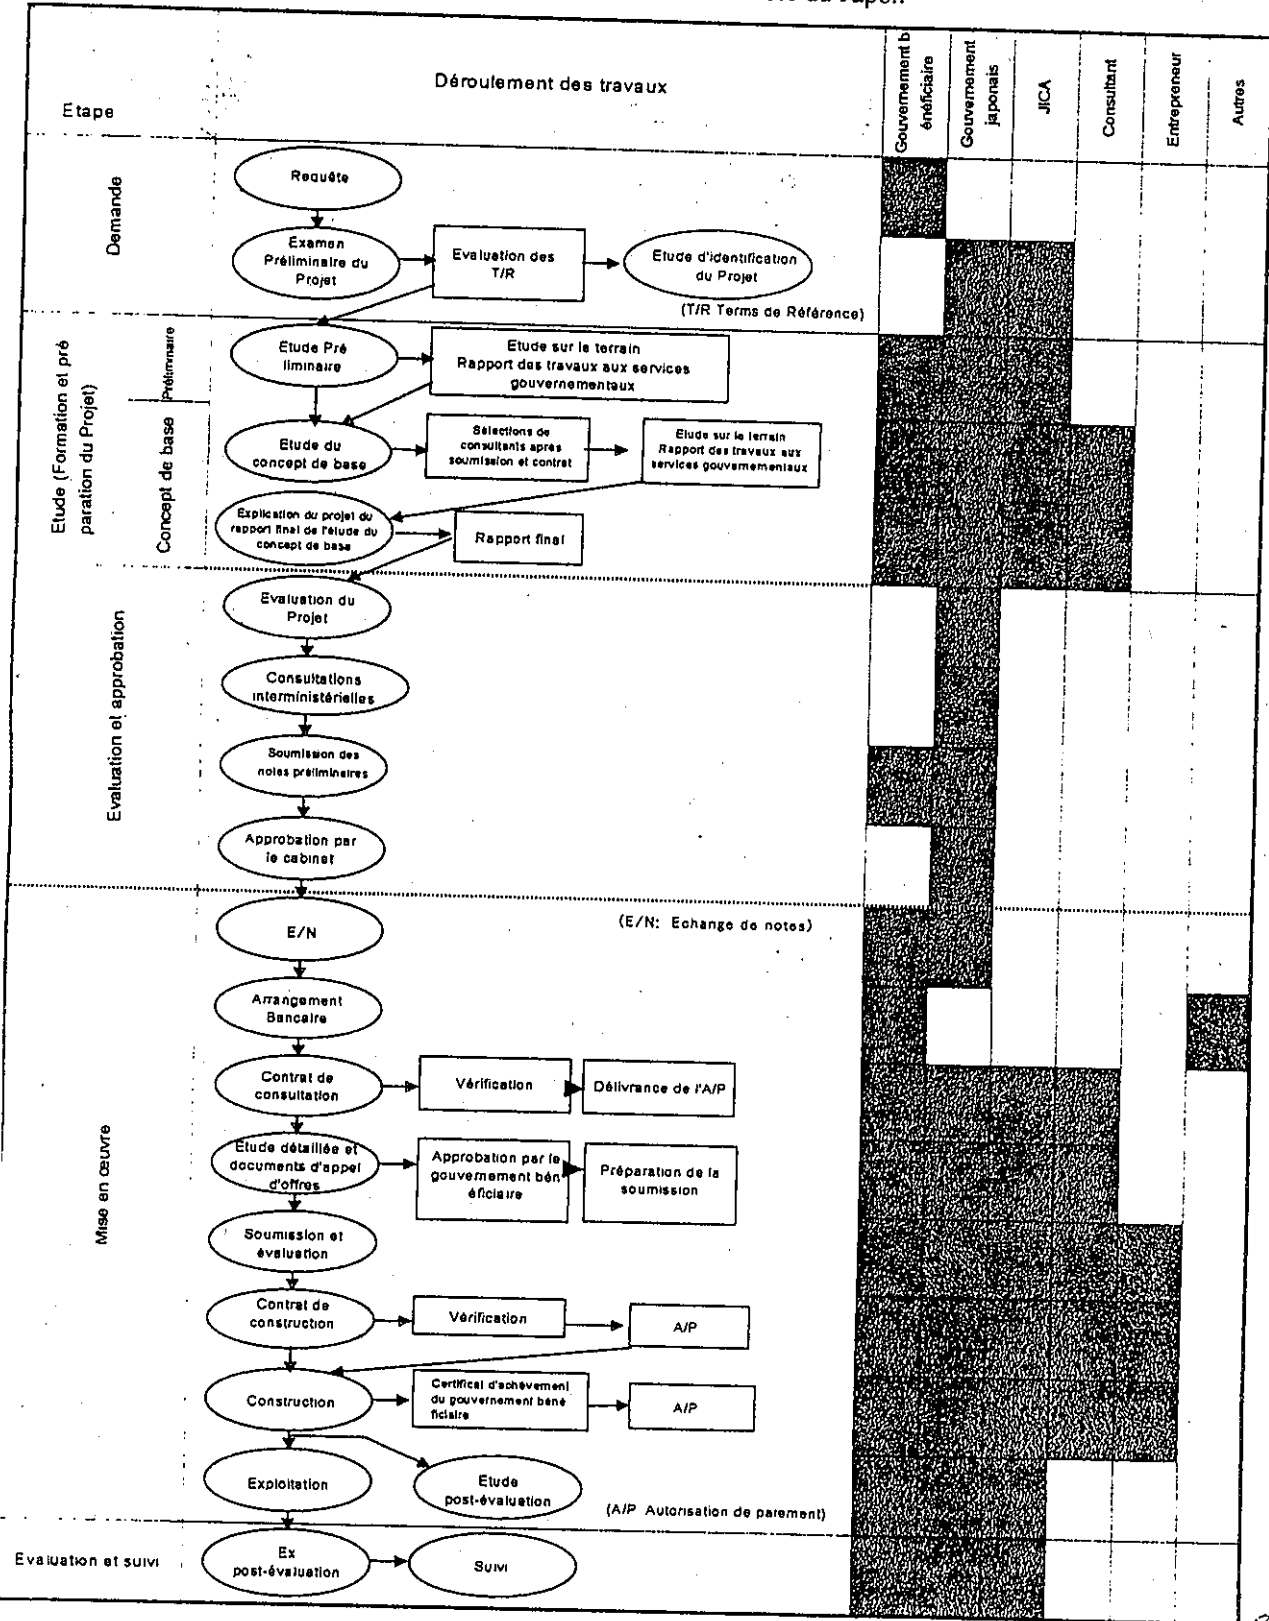 du Japon
Etape
Déroulement des travaux
Gouvernement b
énéficiaire
Gouvernement
japonais
JICA
Consultant
Entrepreneur
Autres
Demande
Requête
Examen
Préliminaire du
Projet
Evaluation des
T/R
Etude d'identification
du Projet
(T/R Terms de Référence)
Etude (Formation et pré
paration du Projet)
Préliminaire
Etude Pré
liminaire
Etude sur le terrain
Rapport des travaux aux services
gouvernementaux
Concept de base
Etude du
concept de base
Sélections de
consultants après
soumission et contrat
Etude sur le terrain
Rapport des travaux aux
services gouvernementaux
Explication du projet du
rapport final de l'étude du
concept de base
Rapport final
Evaluation et approbation
Evaluation du
Projet
Consultations
interministérielles
Soumission des
notes préliminaires
Approbation par
le cabinet
Mise en œuvre
E/N
(E/N: Echange de notes)
Arrangement
Bancaire
Contrat de
consultation
Vérification
Délivrance de l'A/P
Etude détaillée et
documents d'appel
d'offres
Approbation par le
gouvernement bén
éficiaire
Préparation de la
soumission
Soumission et
évaluation
Contrat de
construction
Vérification
A/P
Construction
Certificat d'achèvement
du gouvernement béné
ficiaire
A/P
Exploitation
Etude
post-évaluation
(A/P Autorisation de paiement)
Evaluation et suivi
Ex
post-évaluation
Suivi